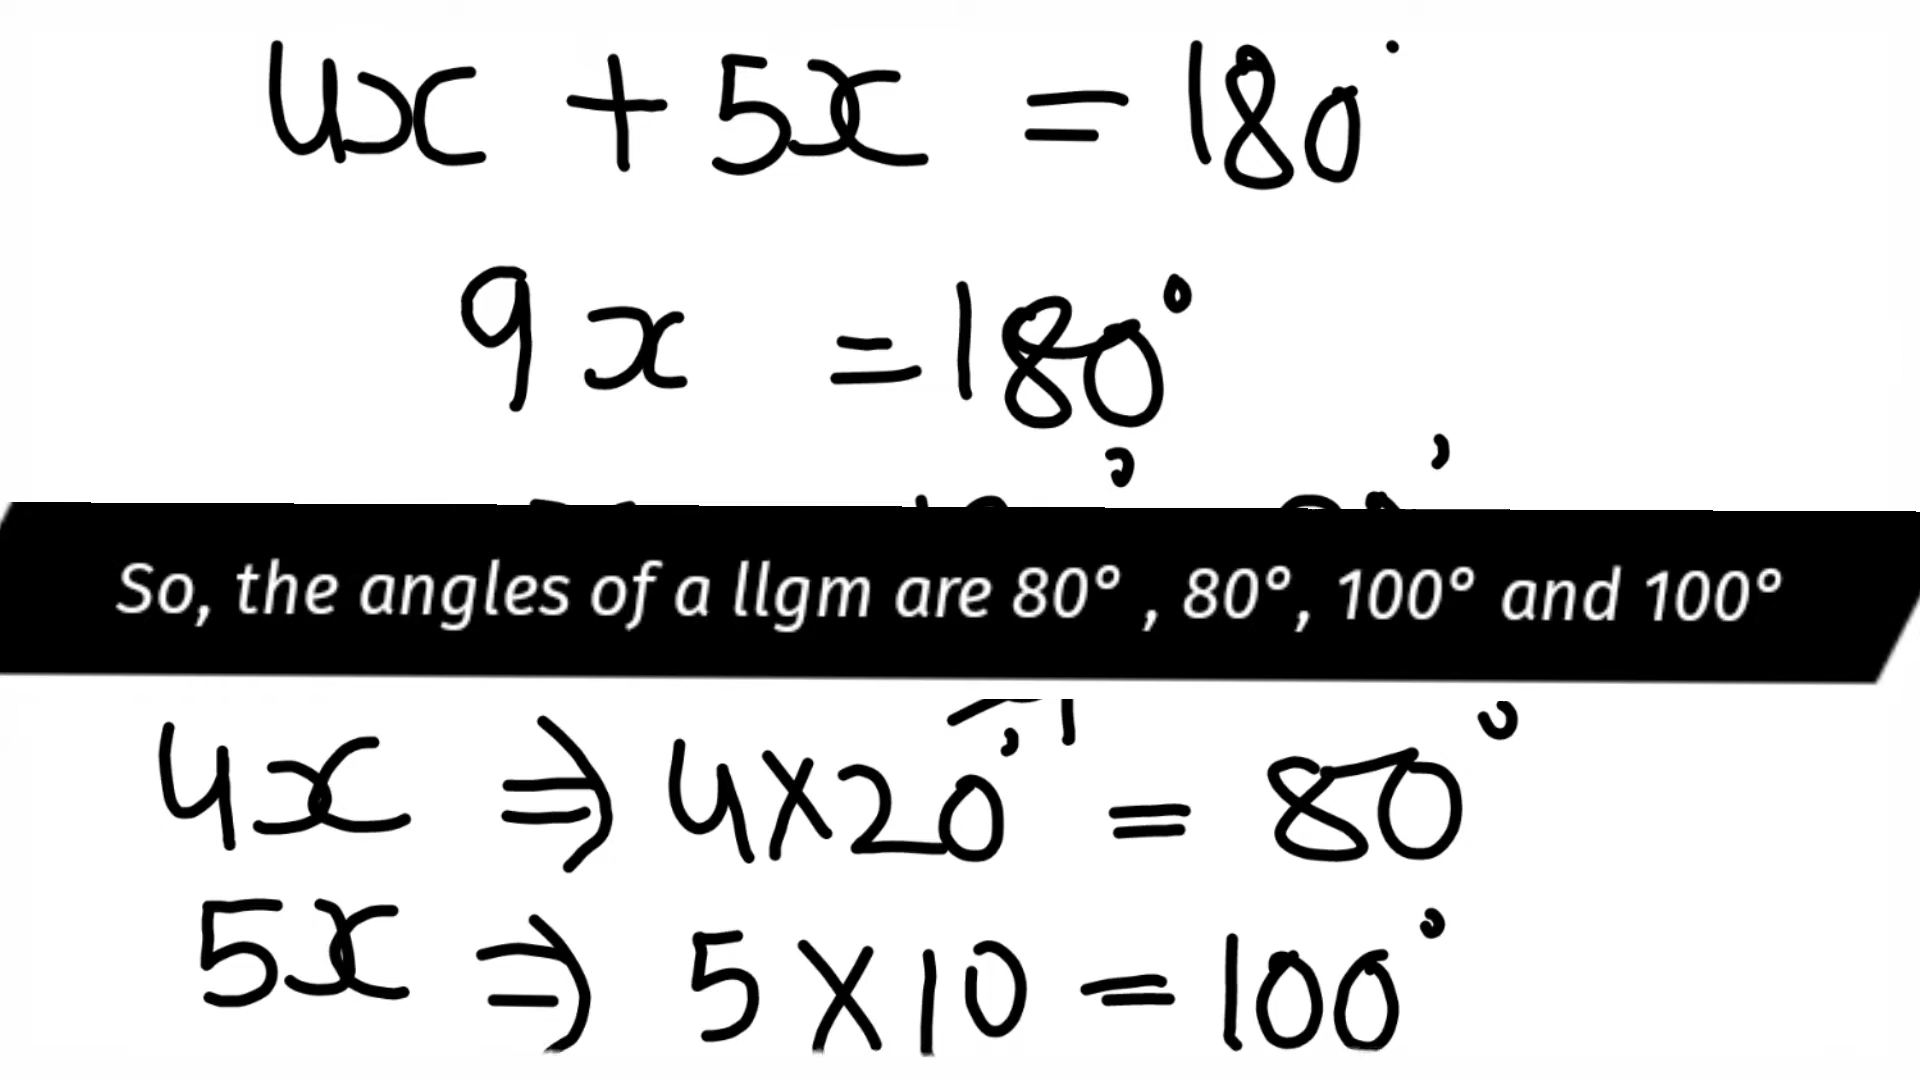 4x + 5x = 180°
9x = 180°
So, the angles of a llgm are 80° , 80°, 100° and 100°
4x ⇒ 4×20° = 80°
5x ⇒ 5×10 = 100°